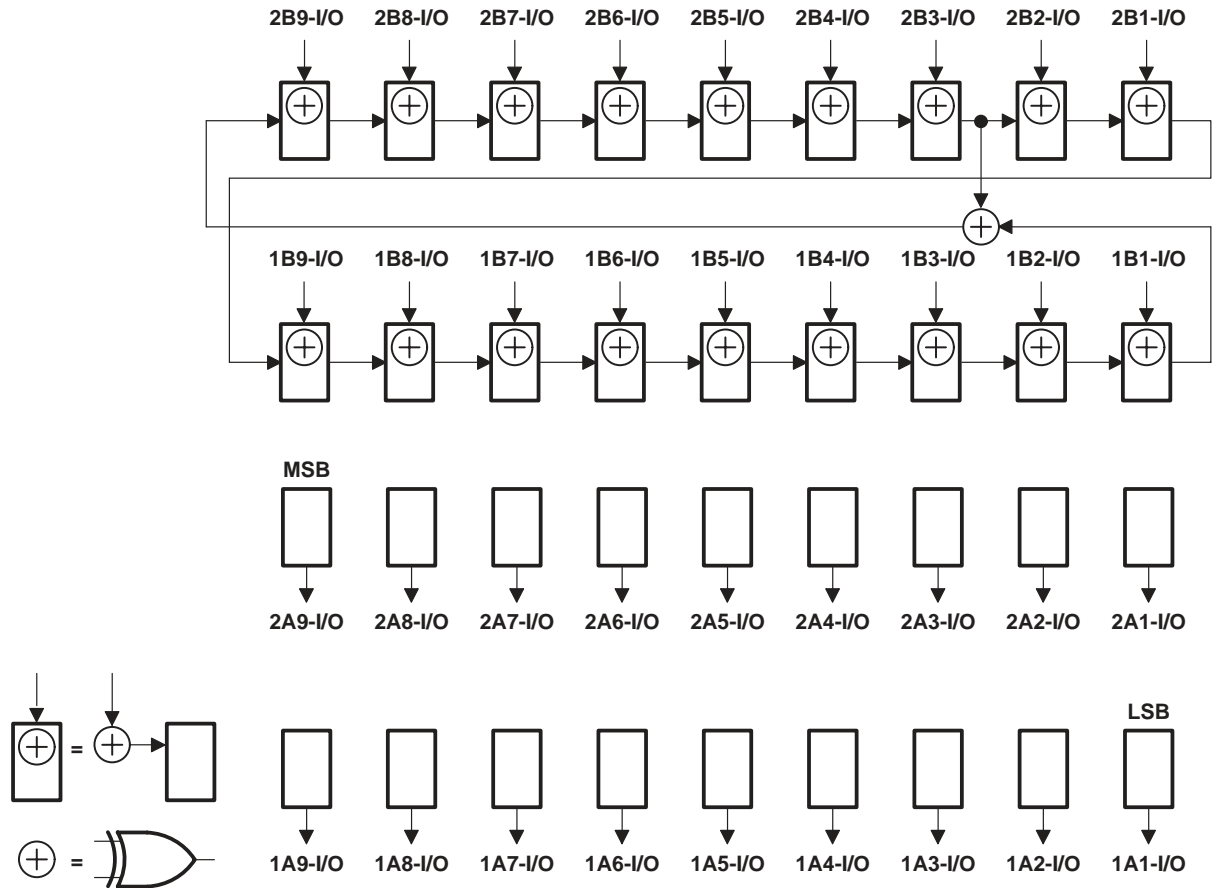 2B9-I/O 2B8-I/O 2B7-I/O 2B6-I/O 2B5-I/O 2B4-I/O 2B3-I/O 2B2-I/O 2B1-I/O
1B9-I/O 1B8-I/O 1B7-I/O 1B6-I/O 1B5-I/O 1B4-I/O 1B3-I/O 1B2-I/O 1B1-I/O
MSB
2A9-I/O 2A8-I/O 2A7-I/O 2A6-I/O 2A5-I/O 2A4-I/O 2A3-I/O 2A2-I/O 2A1-I/O
LSB
=
=
1A9-I/O 1A8-I/O 1A7-I/O 1A6-I/O 1A5-I/O 1A4-I/O 1A3-I/O 1A2-I/O 1A1-I/O